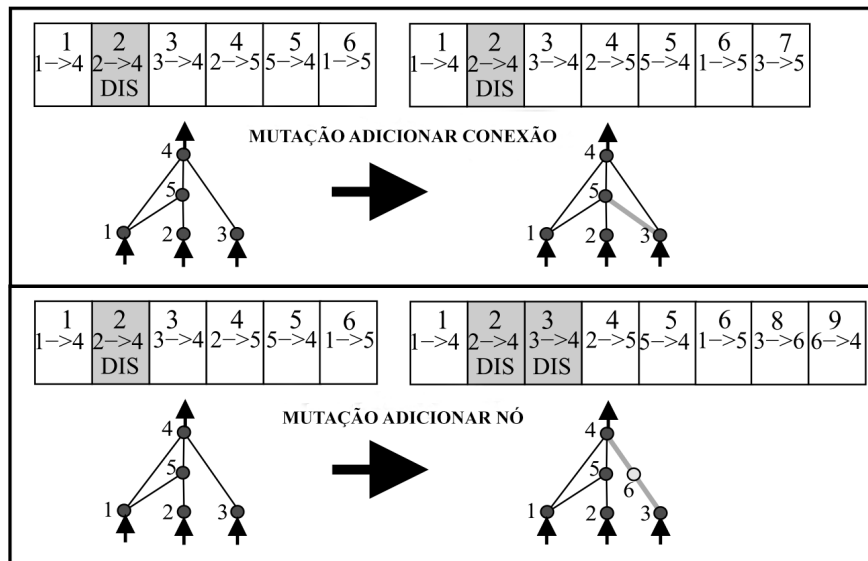 1 2 3 4 5 6
1->4 2->4 3->4 2->5 5->4 1->5
DIS
1 2 3 4 5 6 7
1->4 2->4 3->4 2->5 5->4 1->5 3->5
DIS
MUTAÇÃO ADICIONAR CONEXÃO
4
5
1 2 3
4
5
1 2 3
1 2 3 4 5 6
1->4 2->4 3->4 2->5 5->4 1->5
DIS
1 2 3 4 5 6 8 9
1->4 2->4 3->4 2->5 5->4 1->5 3->6 6->4
DIS DIS
MUTAÇÃO ADICIONAR NÓ
4
5
1 2 3
4
5 6
1 2 3